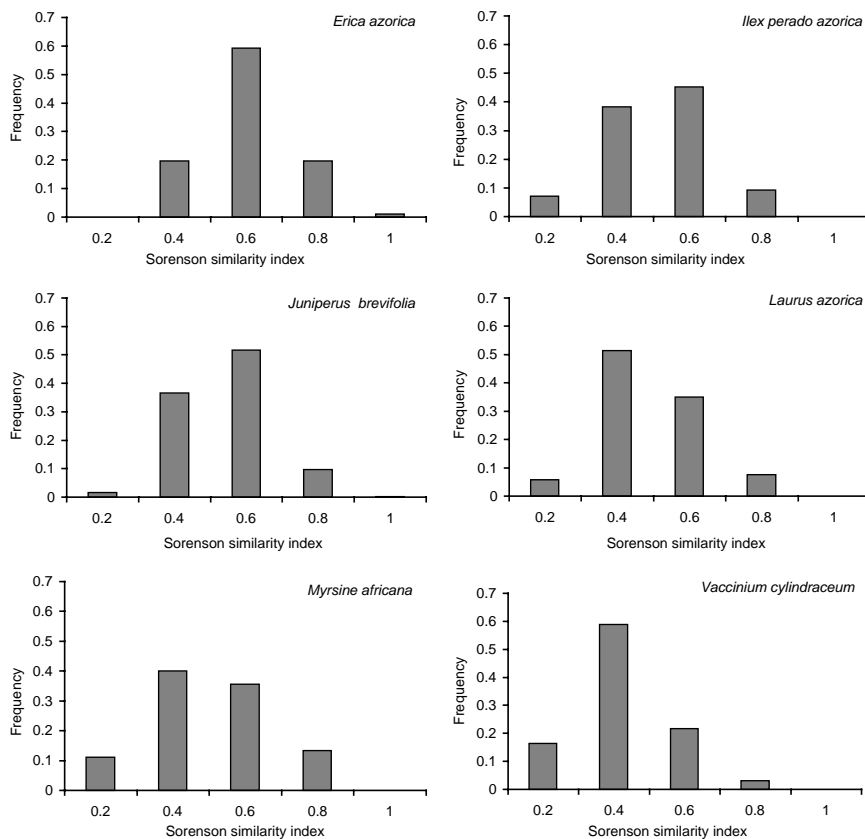 Erica azorica
Frequency
0.7
0.6
0.5
0.4
0.3
0.2
0.1
0
0.2 0.4 0.6 0.8 1
Sorenson similarity index
Ilex perado azorica
Frequency
0.7
0.6
0.5
0.4
0.3
0.2
0.1
0
0.2 0.4 0.6 0.8 1
Sorenson similarity index
Juniperus brevifolia
Frequency
0.7
0.6
0.5
0.4
0.3
0.2
0.1
0
0.2 0.4 0.6 0.8 1
Sorenson similarity index
Laurus azorica
Frequency
0.7
0.6
0.5
0.4
0.3
0.2
0.1
0
0.2 0.4 0.6 0.8 1
Sorenson similarity index
Myrsine africana
Frequency
0.7
0.6
0.5
0.4
0.3
0.2
0.1
0
0.2 0.4 0.6 0.8 1
Sorenson similarity index
Vaccinium cylindraceum
Frequency
0.7
0.6
0.5
0.4
0.3
0.2
0.1
0
0.2 0.4 0.6 0.8 1
Sorenson similarity index